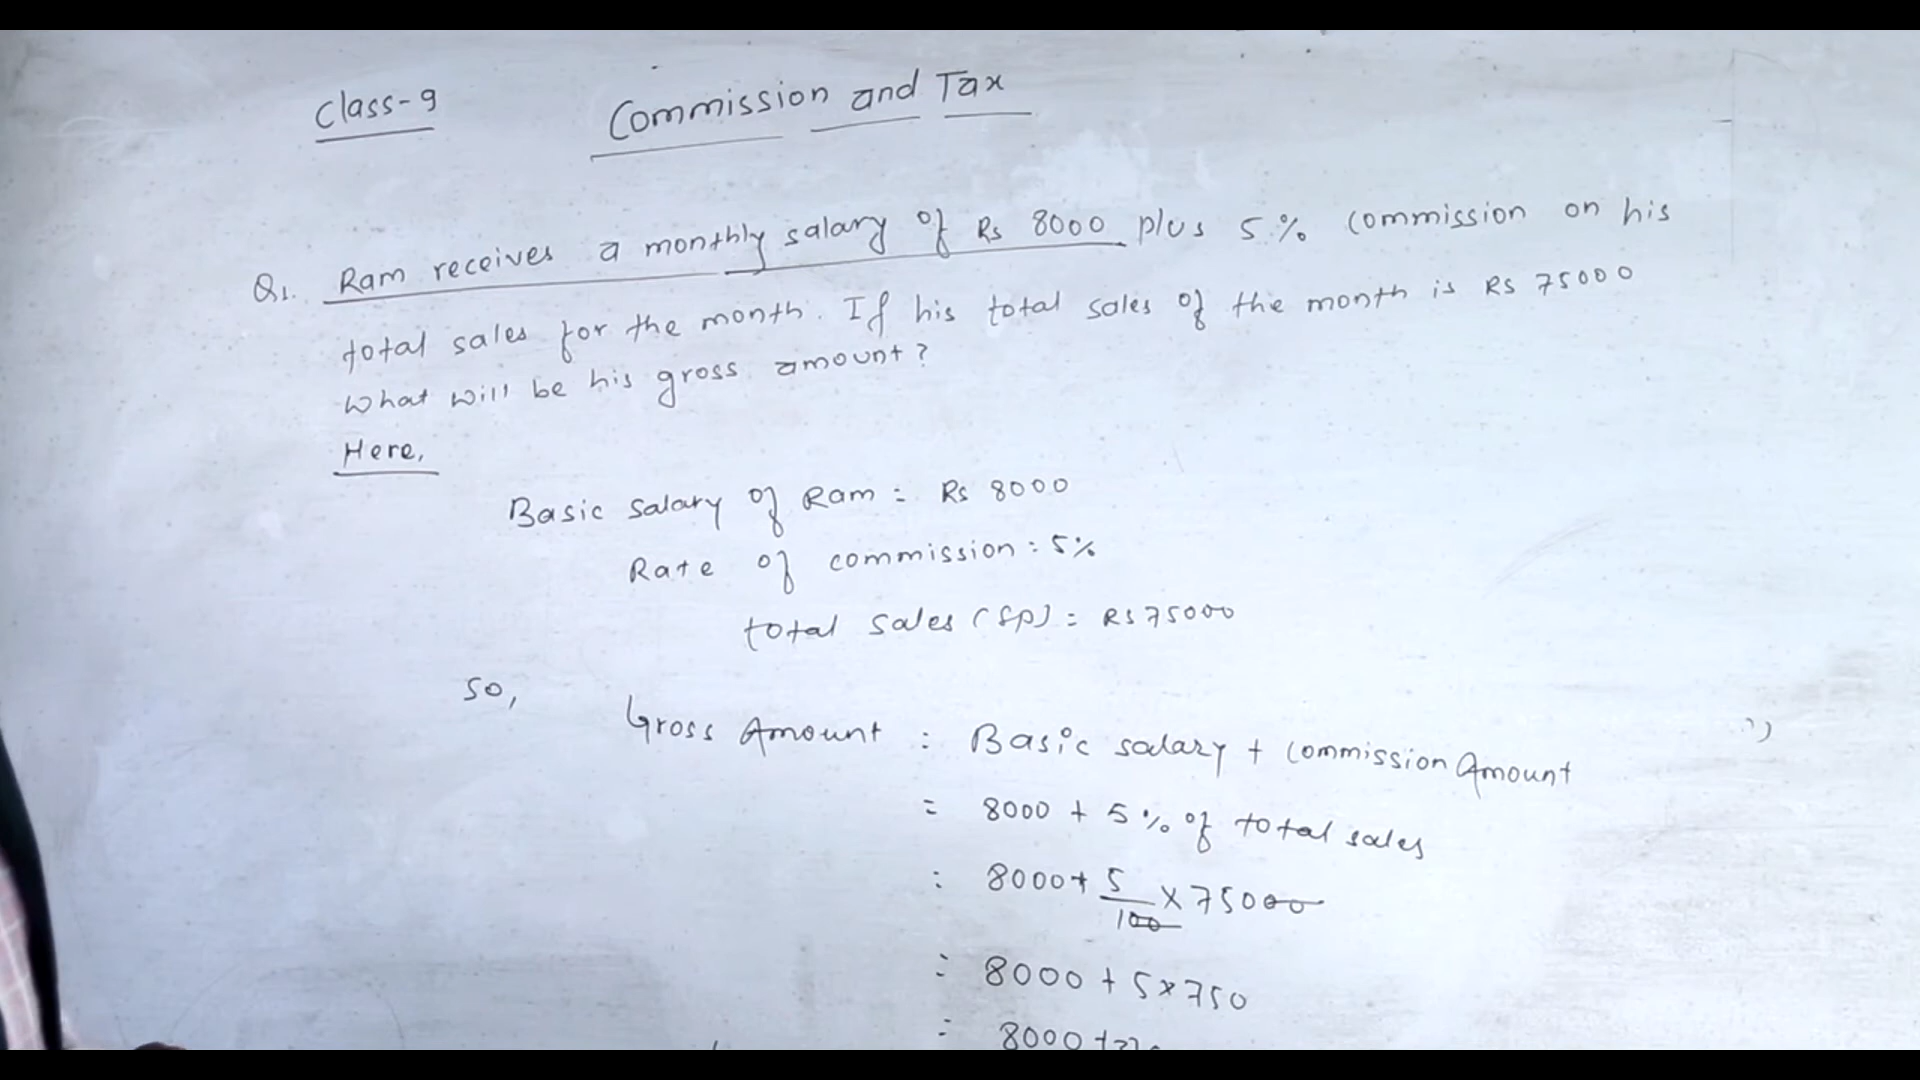 Class-9
Commission and Tax
Q1. Ram receives a monthly salary of Rs 8000 plus 5% commission on his
total sales for the month. If his total sales of the month is Rs 75000
What will be his gross amount?
Here,
Basic salary of Ram = Rs 8000
Rate of commission = 5%
total sales (SP) = Rs 75000
So,
Gross Amount = Basic salary + Commission Amount
= 8000 + 5% of total sales
= 8000 + 5/100 × 75000
= 8000 + 5 × 750
= 8000 +